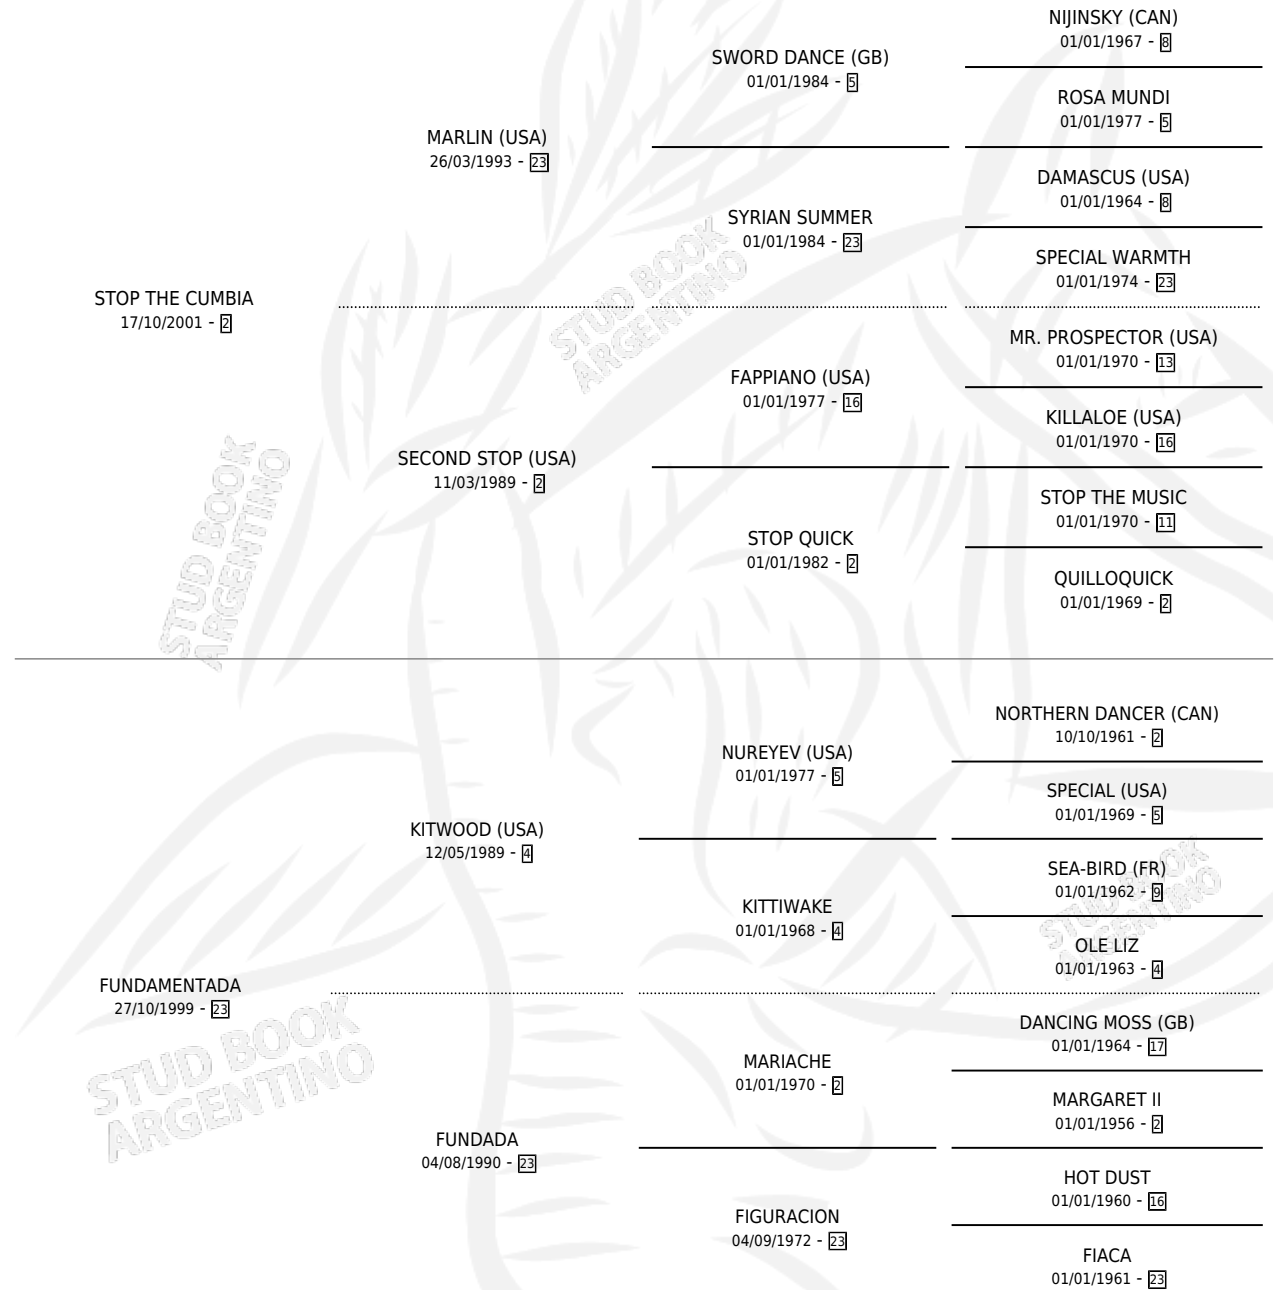 NIJINSKY (CAN)
01/01/1967 - 8
SWORD DANCE (GB)
01/01/1984 - 5
ROSA MUNDI
01/01/1977 - 5
MARLIN (USA)
26/03/1993 - 23
DAMASCUS (USA)
01/01/1964 - 8
SYRIAN SUMMER
01/01/1984 - 23
SPECIAL WARMTH
01/01/1974 - 23
STOP THE CUMBIA
17/10/2001 - 2
MR. PROSPECTOR (USA)
01/01/1970 - 13
FAPPIANO (USA)
01/01/1977 - 16
KILLALOE (USA)
01/01/1970 - 16
SECOND STOP (USA)
11/03/1989 - 2
STOP THE MUSIC
01/01/1970 - 11
STOP QUICK
01/01/1982 - 2
QUILLOQUICK
01/01/1969 - 2
STUD BOOK
ARGENTINO
STUD BOOK
ARGENTINO
NORTHERN DANCER (CAN)
10/10/1961 - 2
NUREYEV (USA)
01/01/1977 - 5
SPECIAL (USA)
01/01/1969 - 5
KITWOOD (USA)
12/05/1989 - 4
SEA-BIRD (FR)
01/01/1962 - 9
KITTIWAKE
01/01/1968 - 4
OLE LIZ
01/01/1963 - 4
FUNDAMENTADA
27/10/1999 - 23
DANCING MOSS (GB)
01/01/1964 - 17
MARIACHE
01/01/1970 - 2
MARGARET II
01/01/1956 - 2
FUNDADA
04/08/1990 - 23
HOT DUST
01/01/1960 - 16
FIGURACION
04/09/1972 - 23
FIACA
01/01/1961 - 23
STUD BOOK
ARGENTINO
STUD BOOK
ARGENTINO